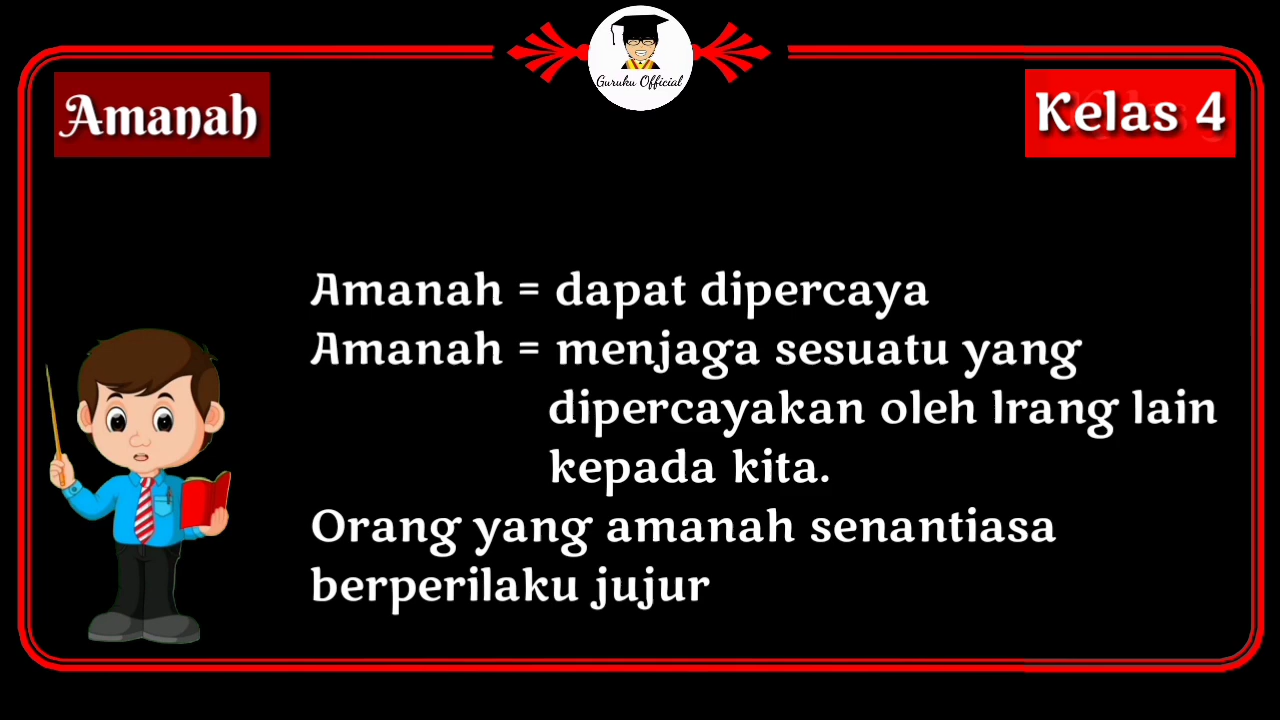 Guruku Official
Amanah
Kelas 4
Amanah = dapat dipercaya
Amanah = menjaga sesuatu yang
dipercayakan oleh lrang lain
kepada kita.
Orang yang amanah senantiasa
berperilaku jujur